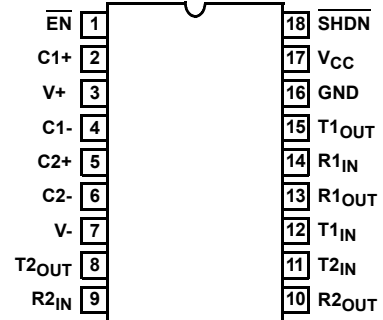 EN 1 18 SHDN
C1+ 2 17 VCC
V+ 3 16 GND
C1- 4 15 T1OUT
C2+ 5 14 R1IN
C2- 6 13 R1OUT
V- 7 12 T1IN
T2OUT 8 11 T2IN
R2IN 9 10 R2OUT